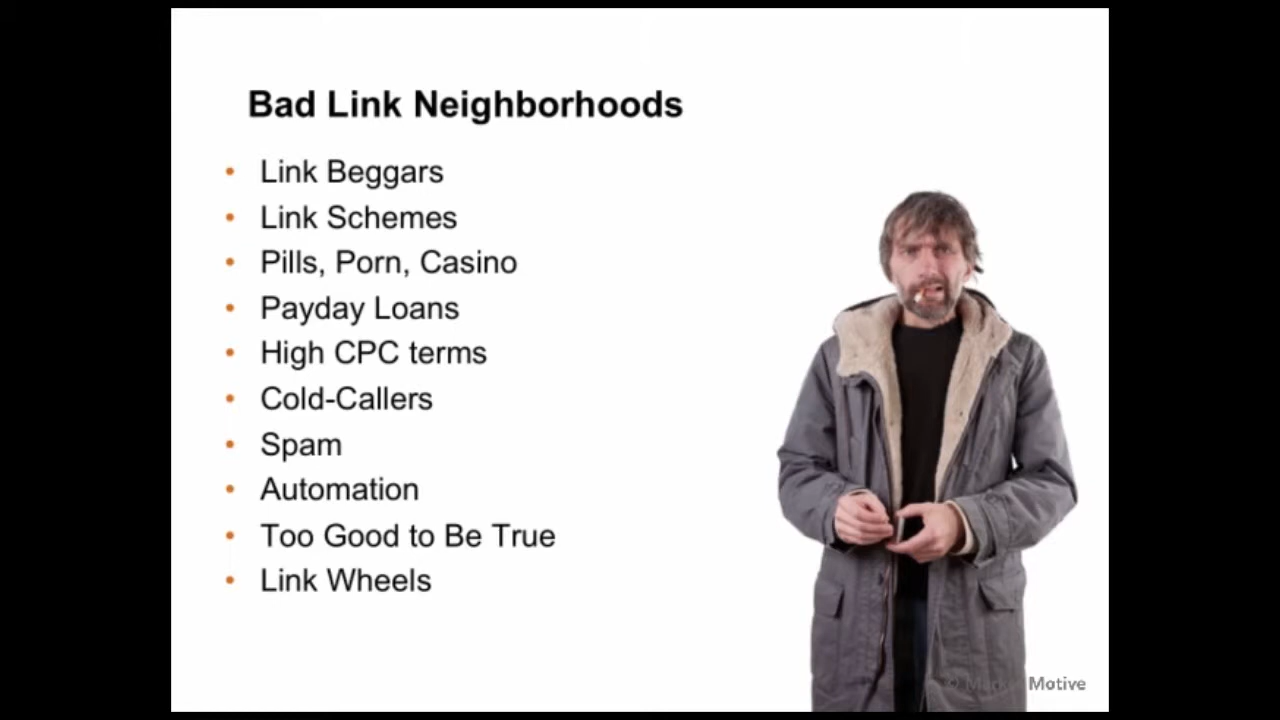 Bad Link Neighborhoods
• Link Beggars
• Link Schemes
• Pills, Porn, Casino
• Payday Loans
• High CPC terms
• Cold-Callers
• Spam
• Automation
• Too Good to Be True
• Link Wheels
© Market Motive